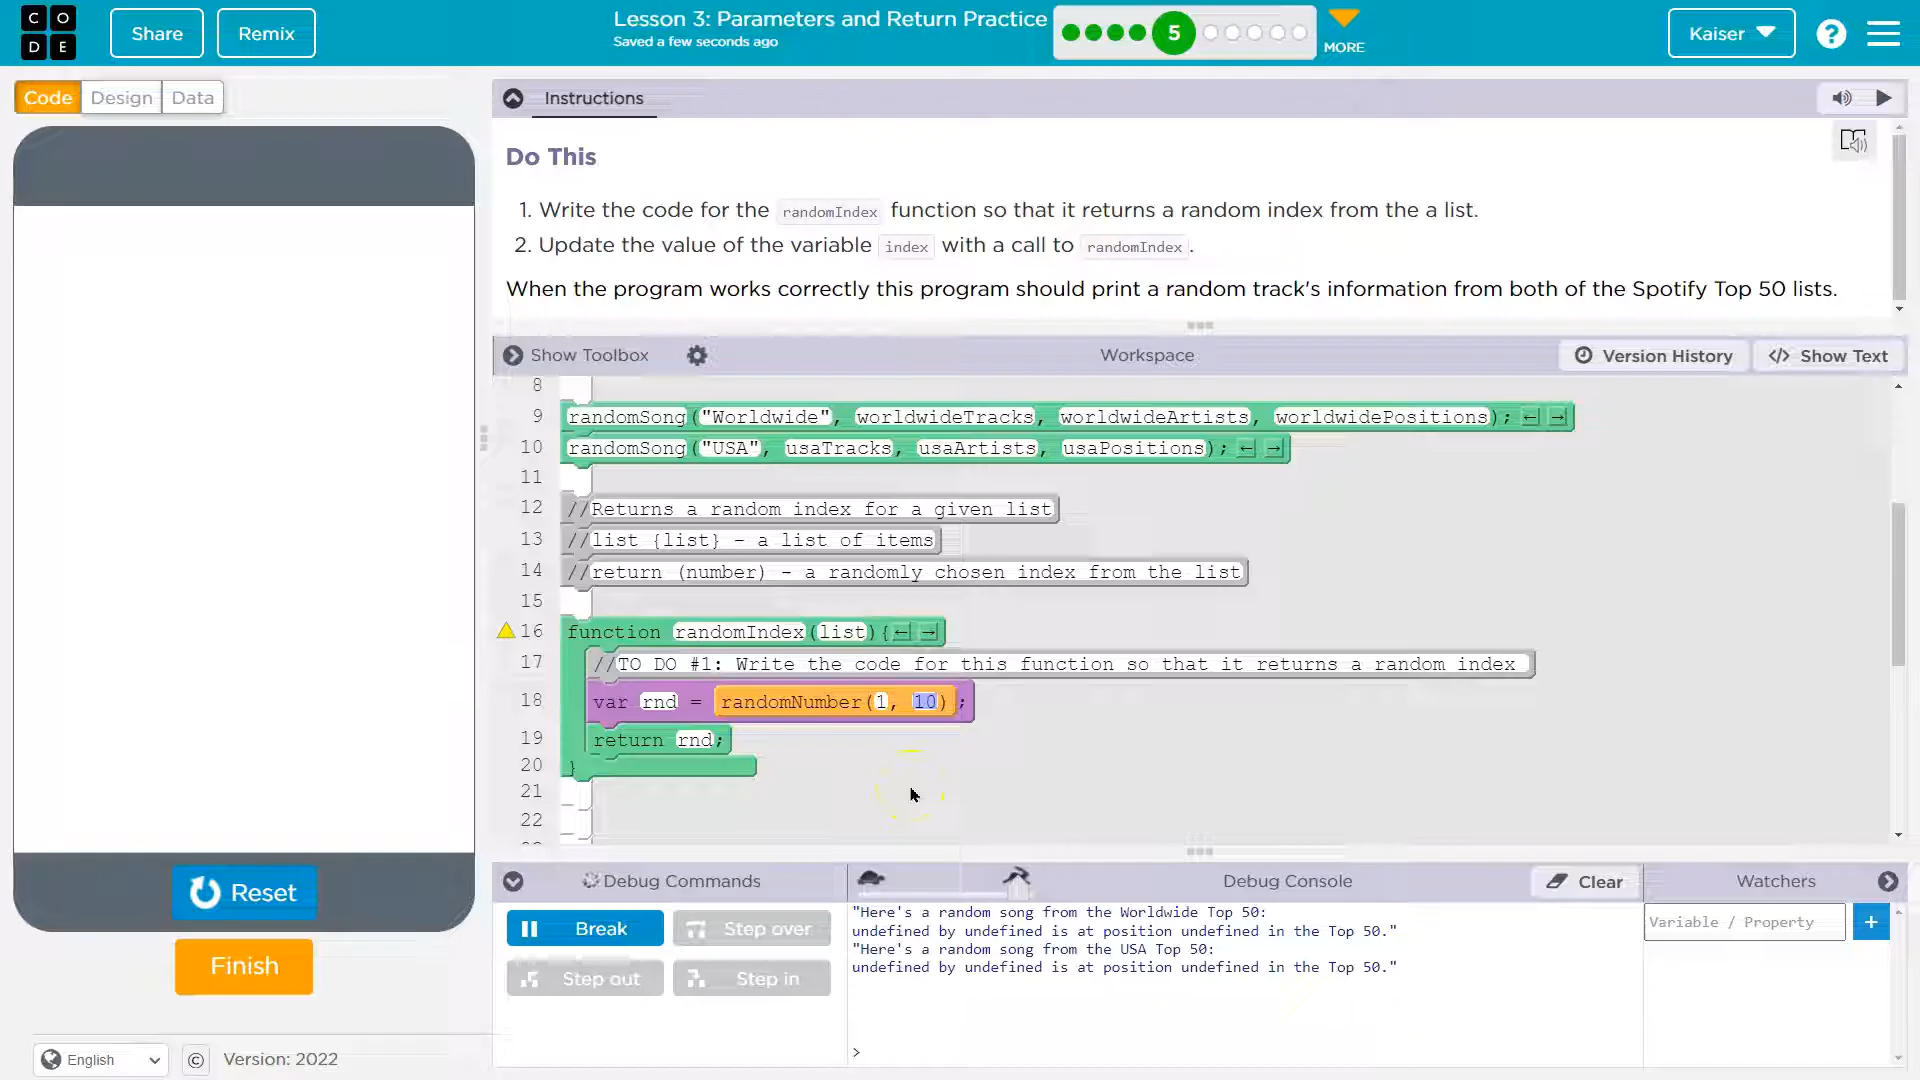 C O
D E
Share
Remix
Lesson 3: Parameters and Return Practice
Saved a few seconds ago
5
MORE
Kaiser
?
Code
Design
Data
Instructions
Do This
1. Write the code for the randomIndex function so that it returns a random index from the a list.
2. Update the value of the variable index with a call to randomIndex.
When the program works correctly this program should print a random track's information from both of the Spotify Top 50 lists.
Show Toolbox
Workspace
Version History
</> Show Text
8
9 randomSong("Worldwide", worldwideTracks, worldwideArtists, worldwidePositions); ← →
10 randomSong("USA", usaTracks, usaArtists, usaPositions); ← →
11
12 //Returns a random index for a given list
13 //list {list} - a list of items
14 //return (number) - a randomly chosen index from the list
15
16 function randomIndex(list){ ← →
17 //TO DO #1: Write the code for this function so that it returns a random index
18 var rnd = randomNumber(1, 10);
19 return rnd;
20 }
21
22
Reset
Finish
Debug Commands
Debug Console
Clear
Watchers
Break
Step over
Step out
Step in
"Here's a random song from the Worldwide Top 50:
undefined by undefined is at position undefined in the Top 50."
"Here's a random song from the USA Top 50:
undefined by undefined is at position undefined in the Top 50."
>
Variable / Property
+
English
©
Version: 2022